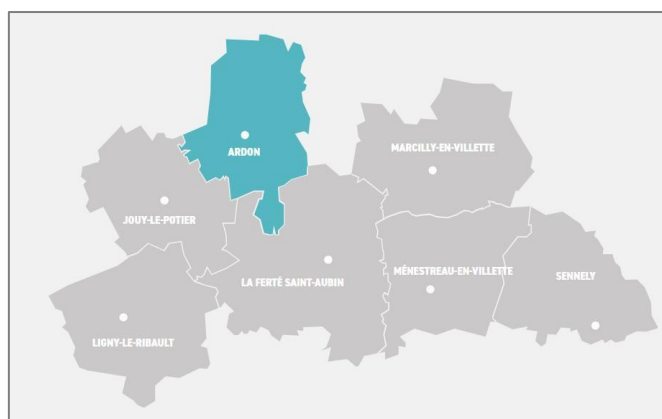 ARDON
MARCILLY-EN-VILLETTE
JOUY-LE-POTIER
LA FERTÉ SAINT-AUBIN
MÉNESTREAU-EN-VILLETTE
SENNELY
LIGNY-LE-RIBAULT